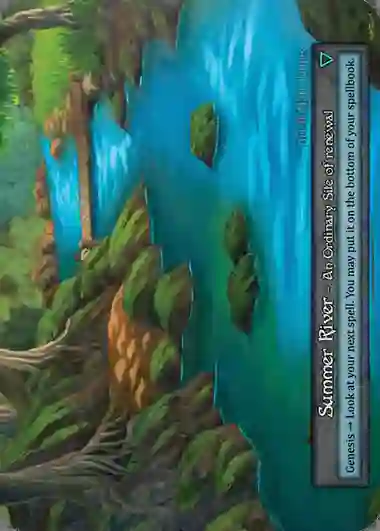 Summer River – An Ordinary Site of renewal
Genesis → Look at your next spell. You may put it on the bottom of your spellbook.